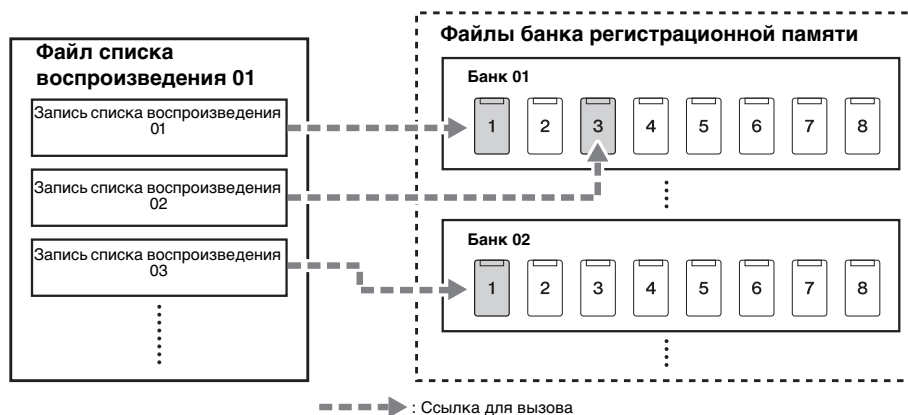 Файл списка
воспроизведения 01
Запись списка воспроизведения
01
Запись списка воспроизведения
02
Запись списка воспроизведения
03
Файлы банка регистрационной памяти
Банк 01
1 2 3 4 5 6 7 8
Банк 02
1 2 3 4 5 6 7 8
: Ссылка для вызова